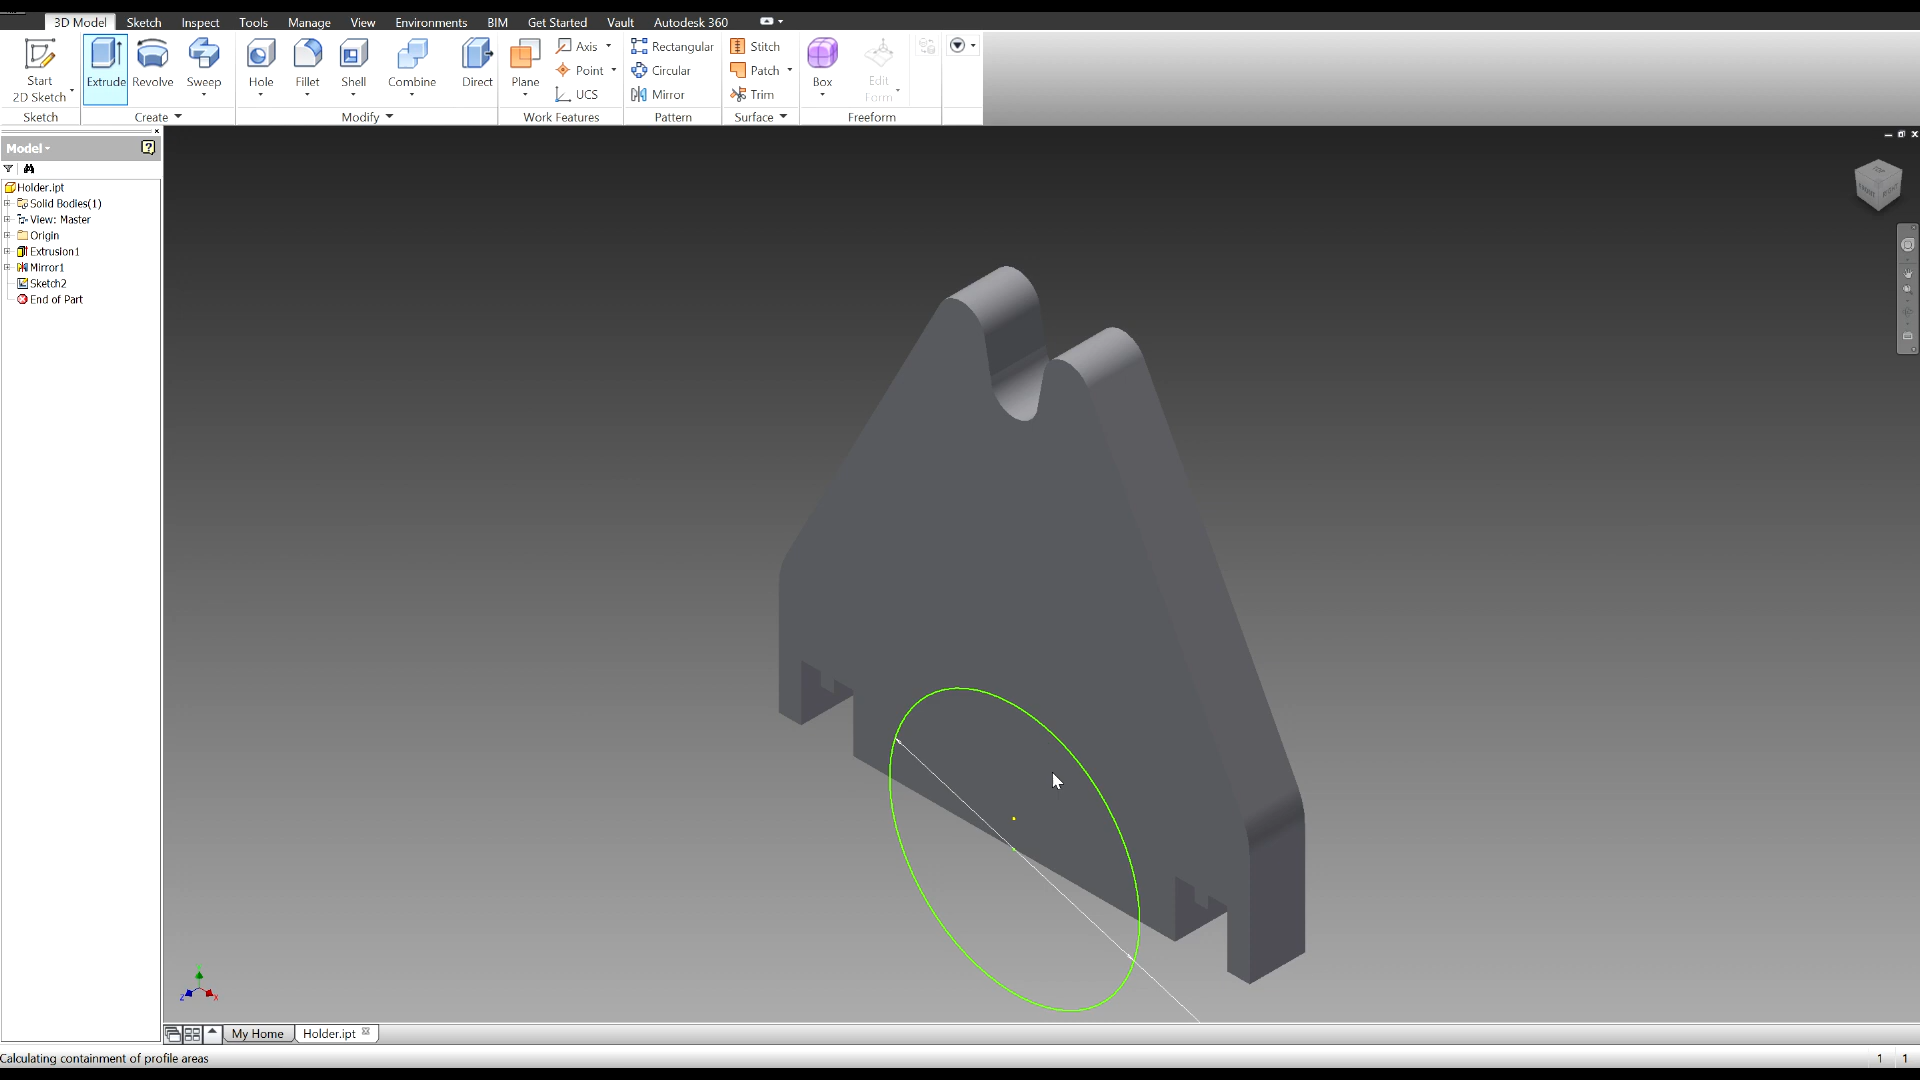 3D Model Sketch Inspect Tools Manage View Environments BIM Get Started Vault Autodesk 360
Start
2D Sketch
Extrude Revolve Sweep
Hole Fillet Shell Combine Direct
Plane
Axis
Point
UCS
Rectangular
Circular
Mirror
Stitch
Patch
Trim
Box
Edit
Form
Sketch Create Modify Work Features Pattern Surface Freeform
Model
Holder.ipt
Solid Bodies(1)
View: Master
Origin
Extrusion1
Mirror1
Sketch2
End of Part
TOP
FRONT RIGHT
Z X
My Home Holder.ipt
Calculating containment of profile areas 1 1